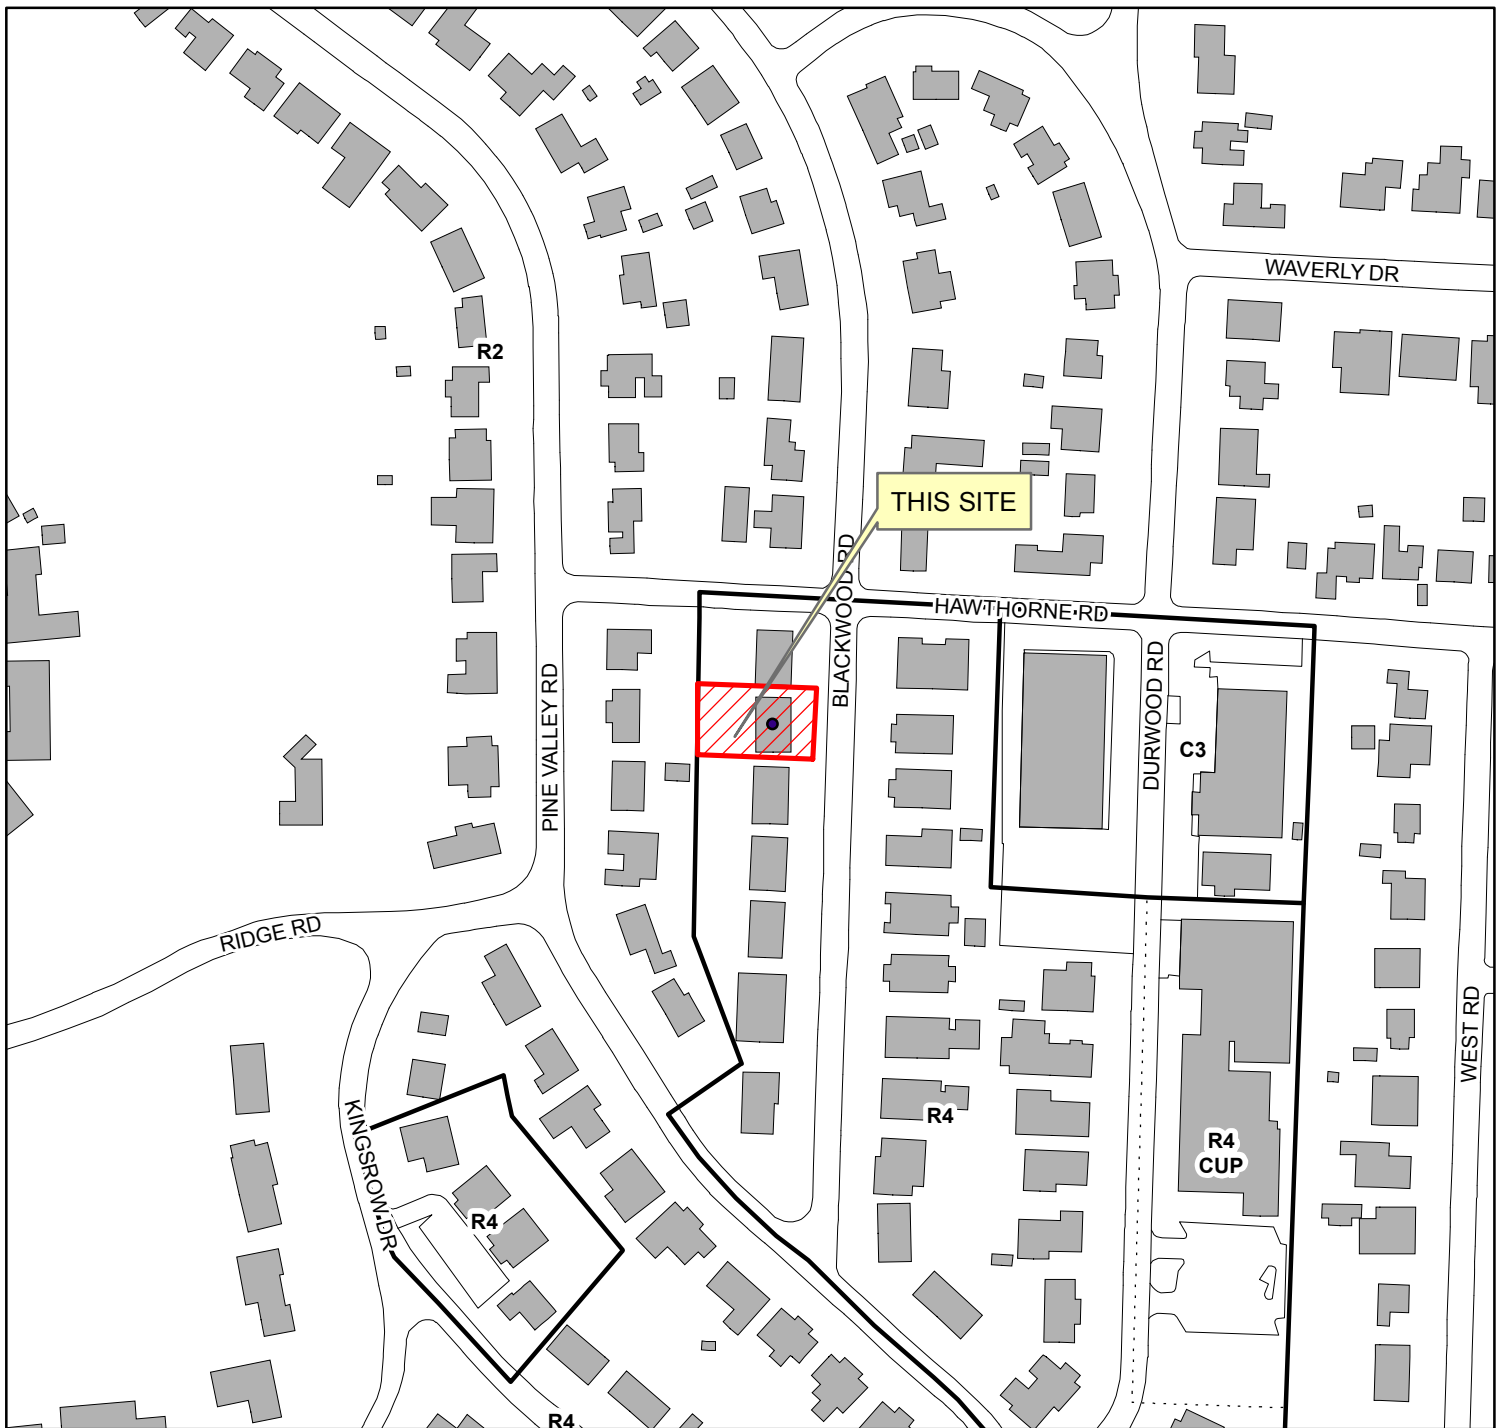 WAVERLY DR
R2
THIS SITE
BLACKWOOD RD
HAWTHORNE RD
PINE VALLEY RD
DURWOOD RD
C3
RIDGE RD
WEST RD
KINGSROW DR
R4
R4
CUP
R4
R4